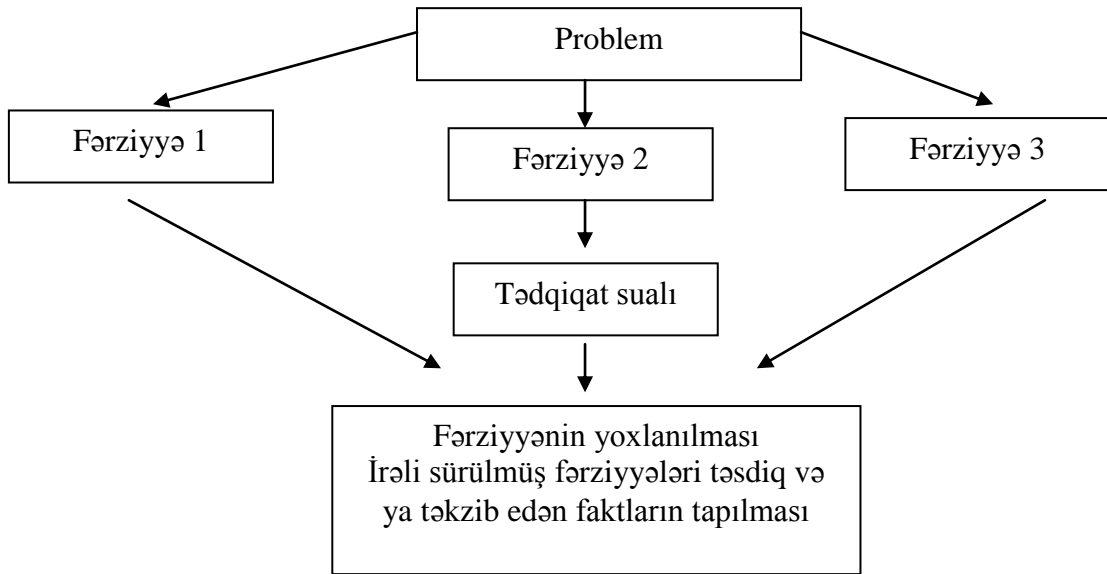 Problem
Fərziyyə 1
Fərziyyə 2
Fərziyyə 3
Tədqiqat sualı
Fərziyyənin yoxlanılması
İrəli sürülmüş fərziyyələri təsdiq və
ya təkzib edən faktların tapılması